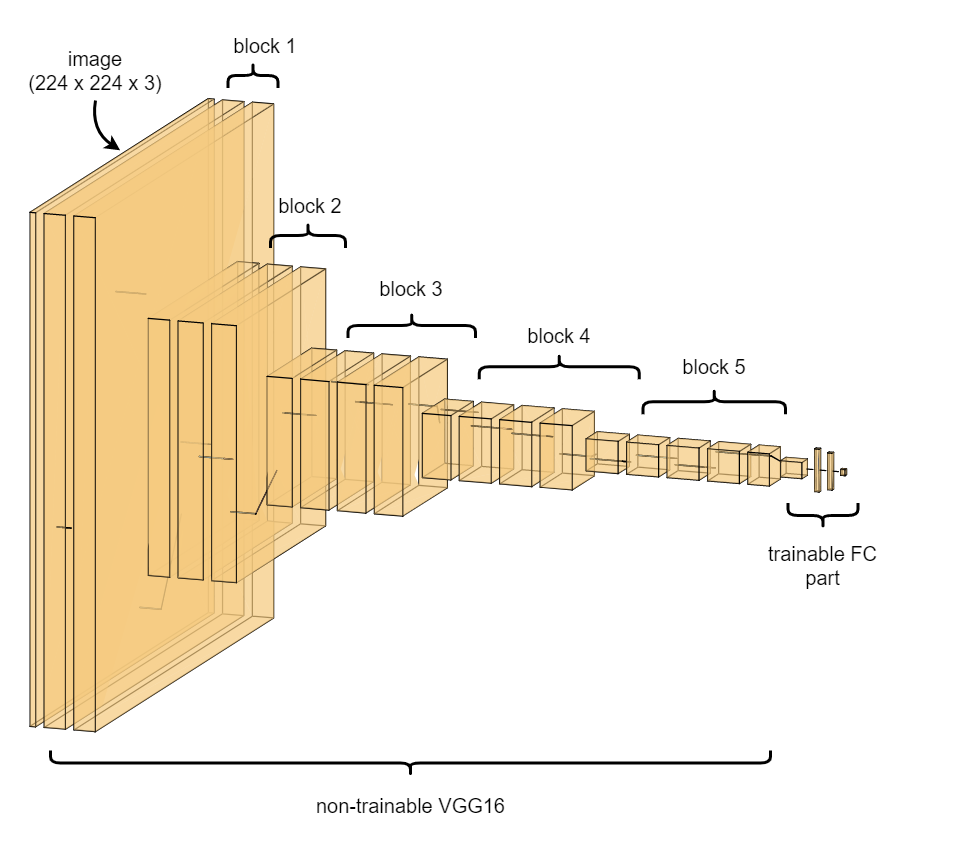 block 1
image
(224 x 224 x 3)
block 2
block 3
block 4
block 5
trainable FC
part
non-trainable VGG16